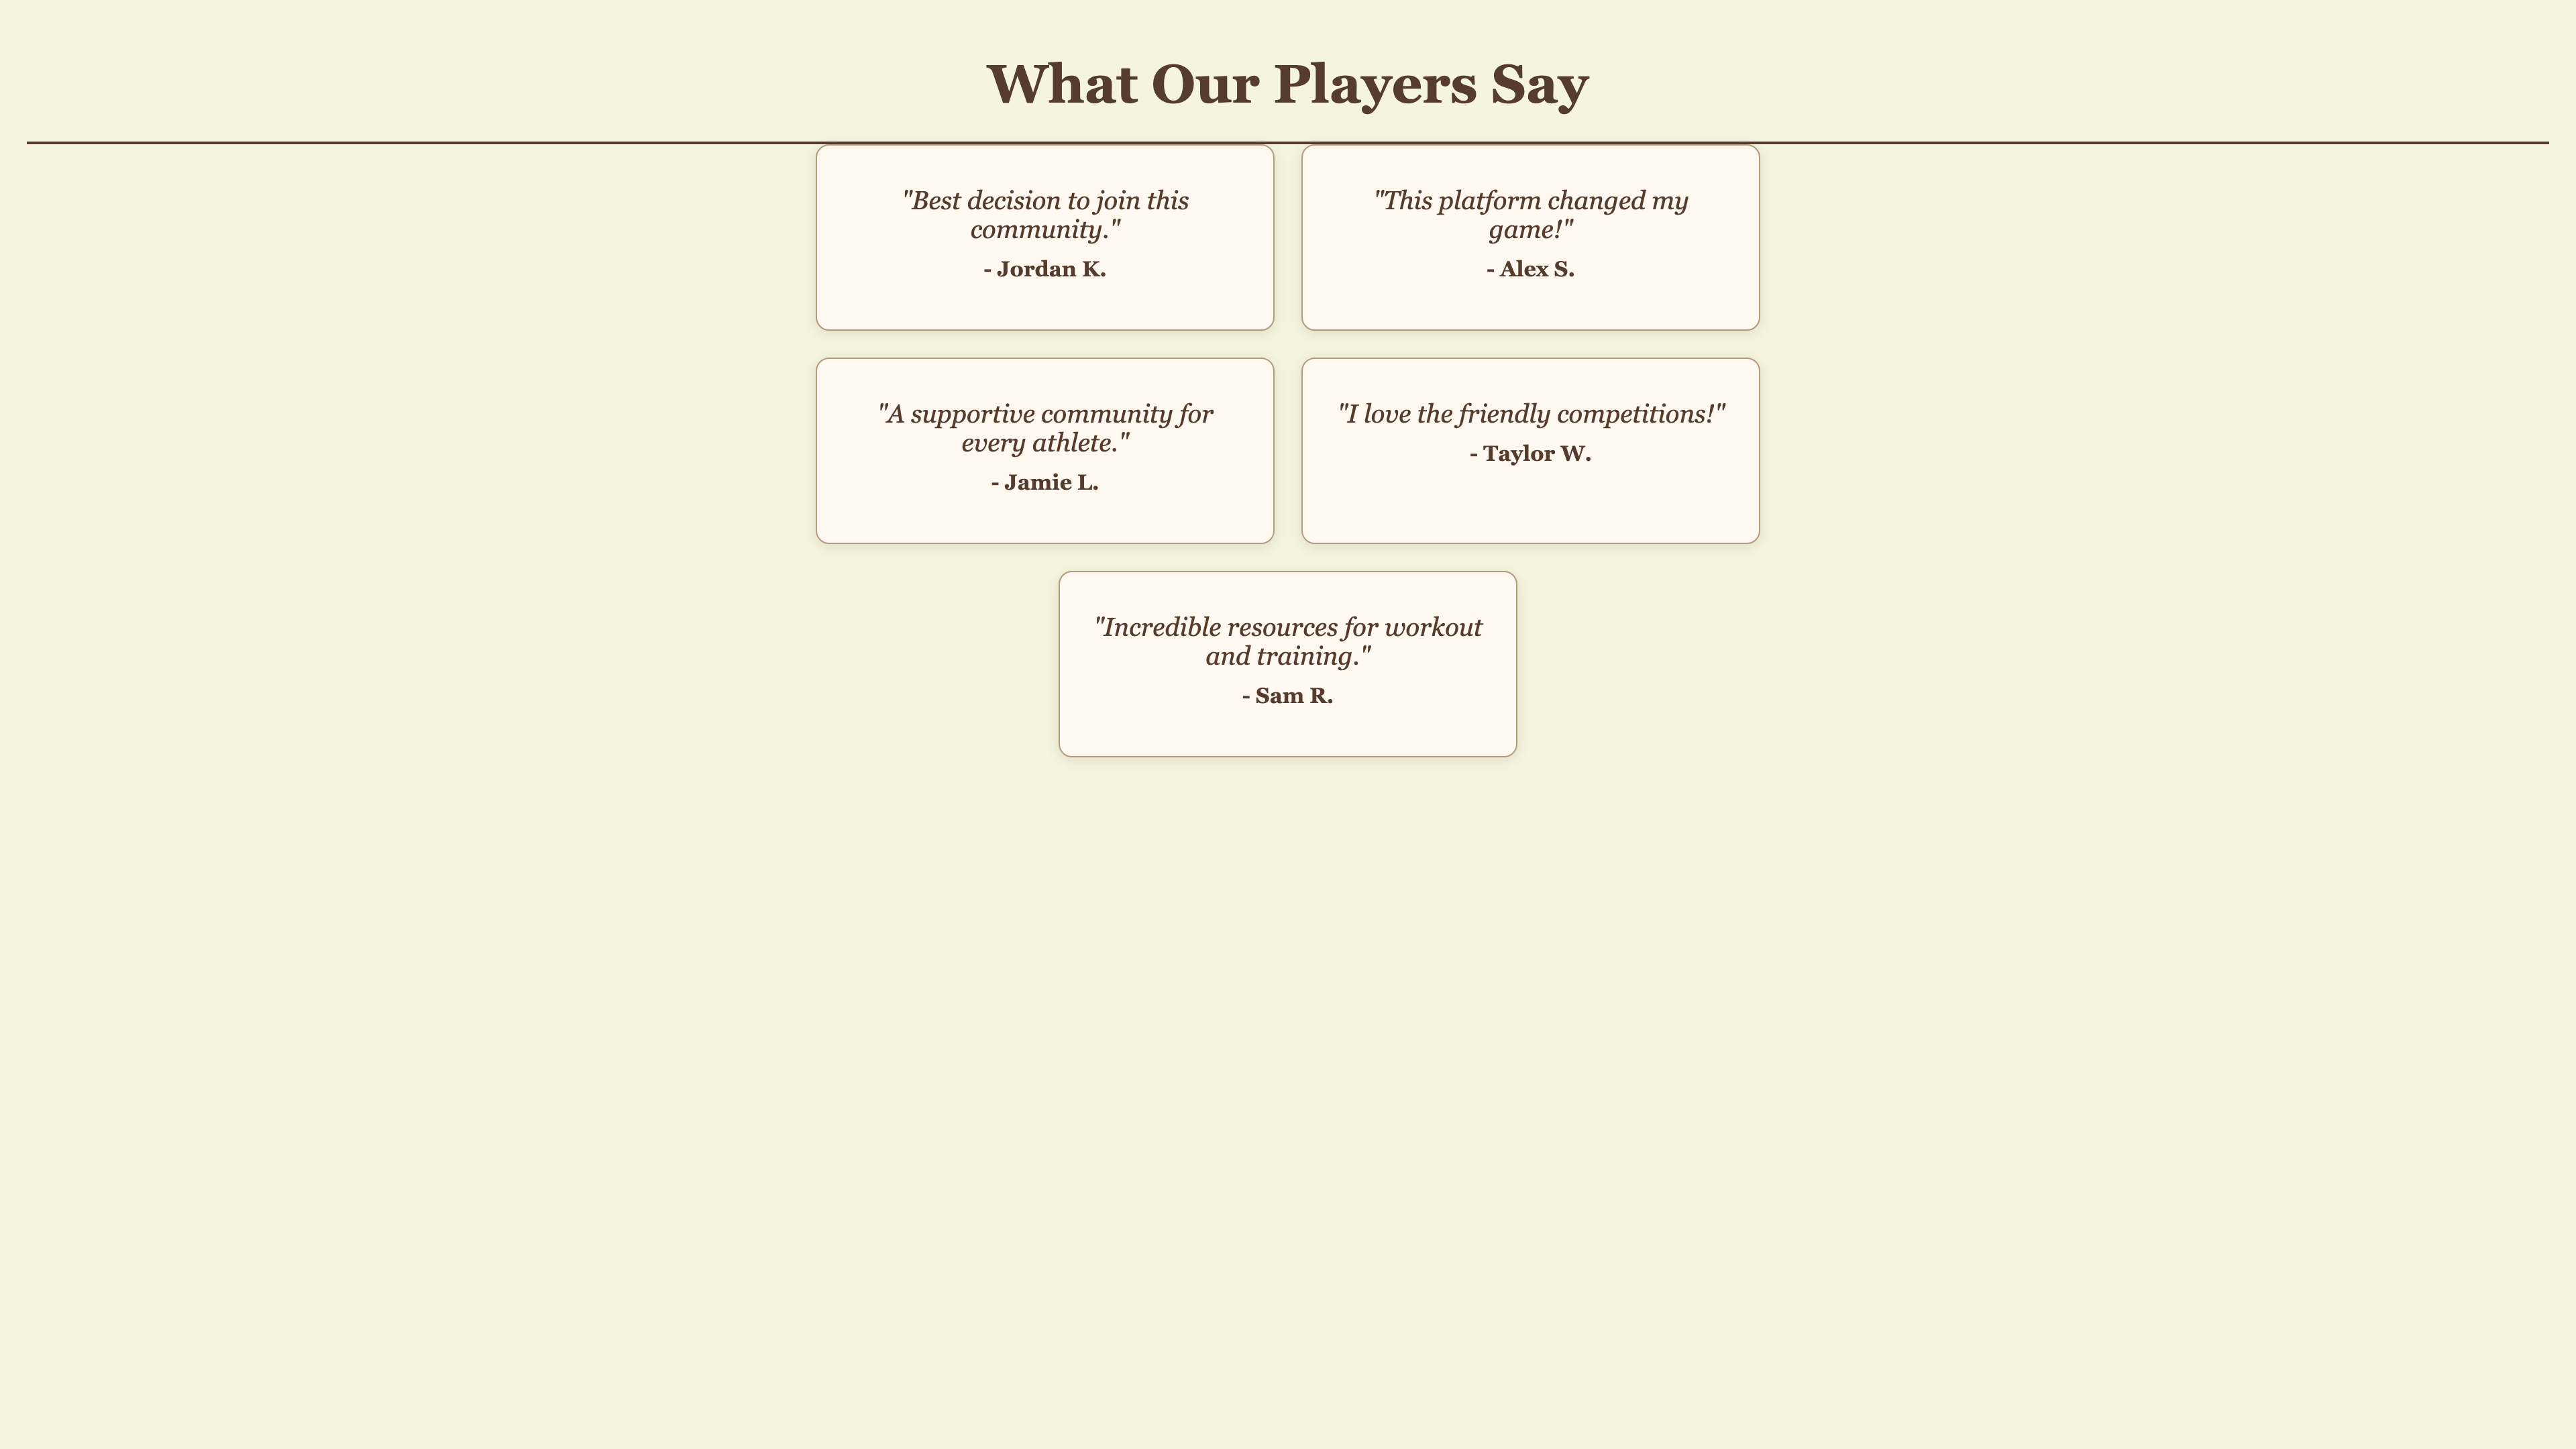 What Our Players Say
"Best decision to join this
community."
- Jordan K.
"This platform changed my
game!"
- Alex S.
"A supportive community for
every athlete."
- Jamie L.
"I love the friendly competitions!"
- Taylor W.
"Incredible resources for workout
and training."
- Sam R.